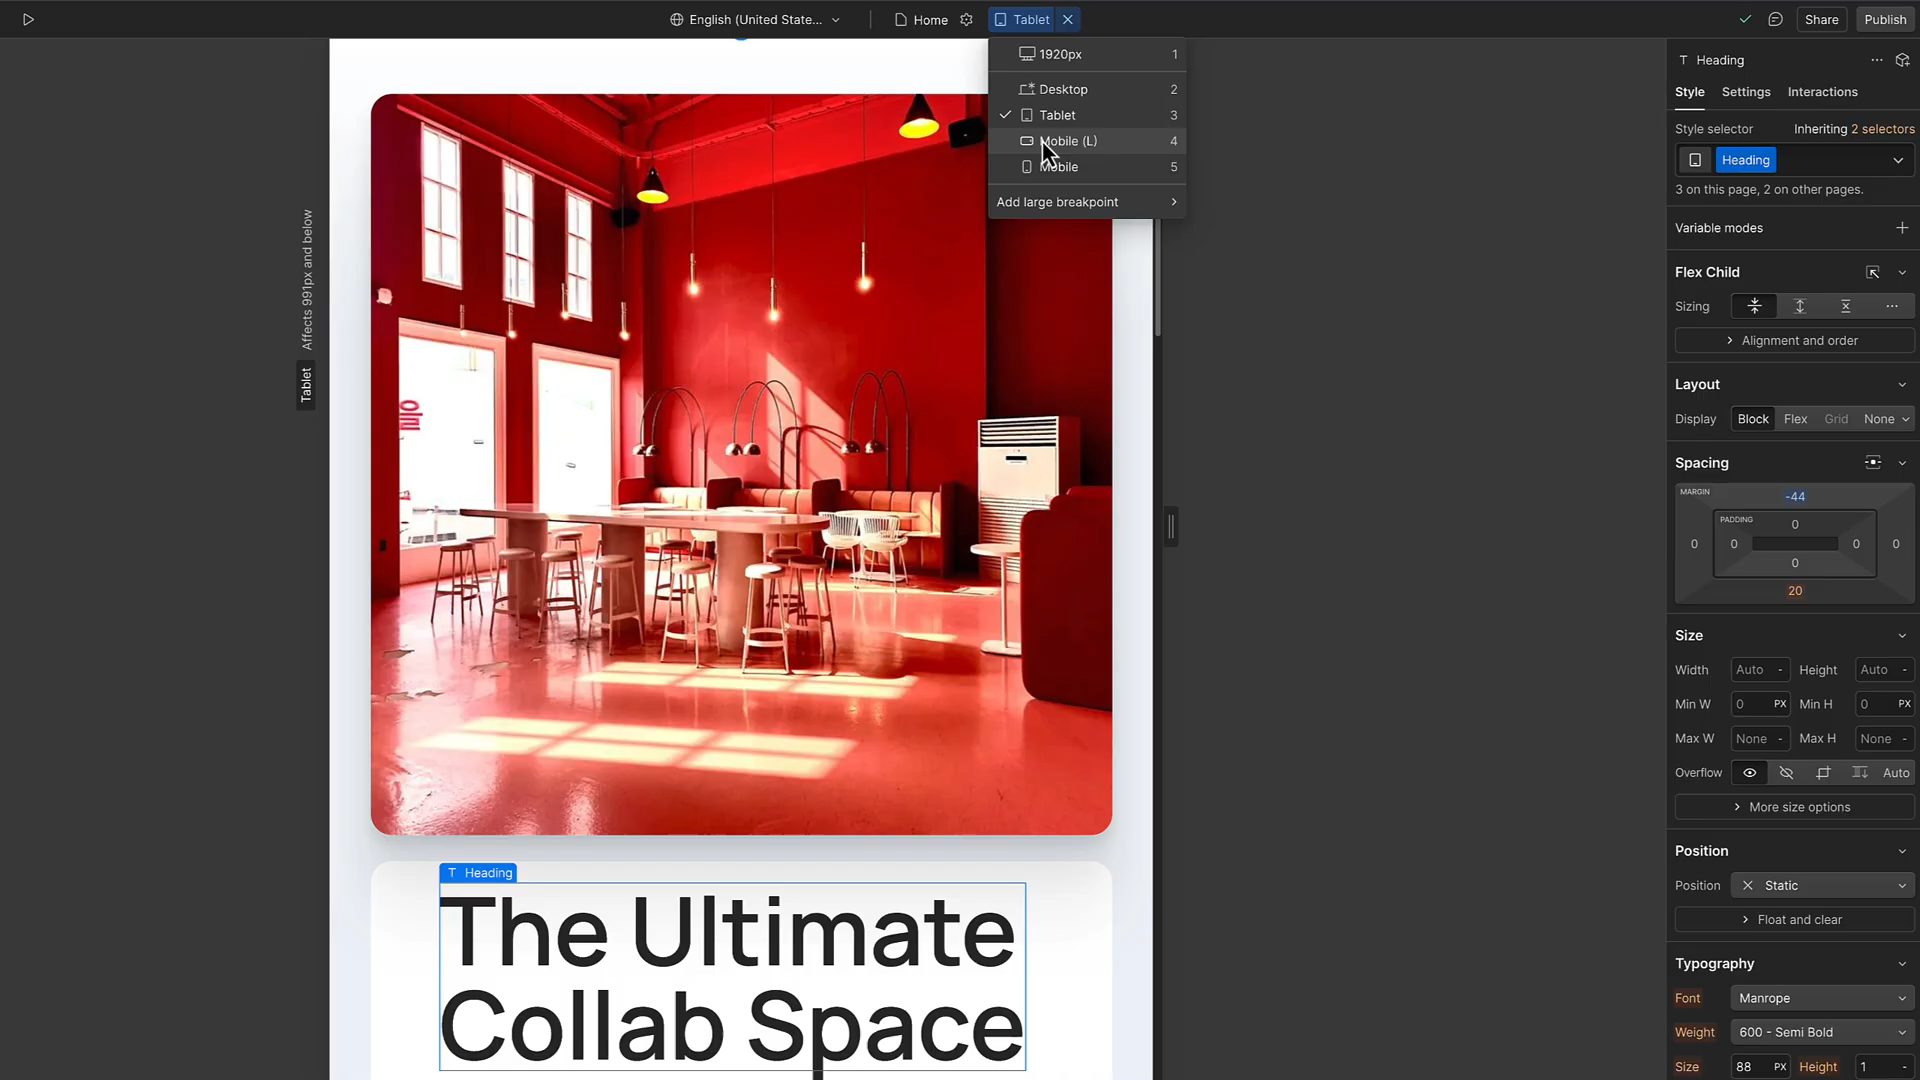 English (United State...
Home
Tablet
Share
Publish
1920px 1
Desktop 2
Tablet 3
Mobile (L) 4
Mobile 5
Add large breakpoint
Affects 991px and below
Tablet
Heading
The Ultimate
Collab Space
Heading
Style Settings Interactions
Style selector Inheriting 2 selectors
Heading
3 on this page, 2 on other pages.
Variable modes
Flex Child
Sizing
Alignment and order
Layout
Display Block Flex Grid None
Spacing
MARGIN -44
PADDING 0
0 0 0 0
0
20
Size
Width Auto - Height Auto -
Min W 0 PX Min H 0 PX
Max W None - Max H None -
Overflow Auto
More size options
Position
Position Static
Float and clear
Typography
Font Manrope
Weight 600 - Semi Bold
Size 88 PX Height 1 -